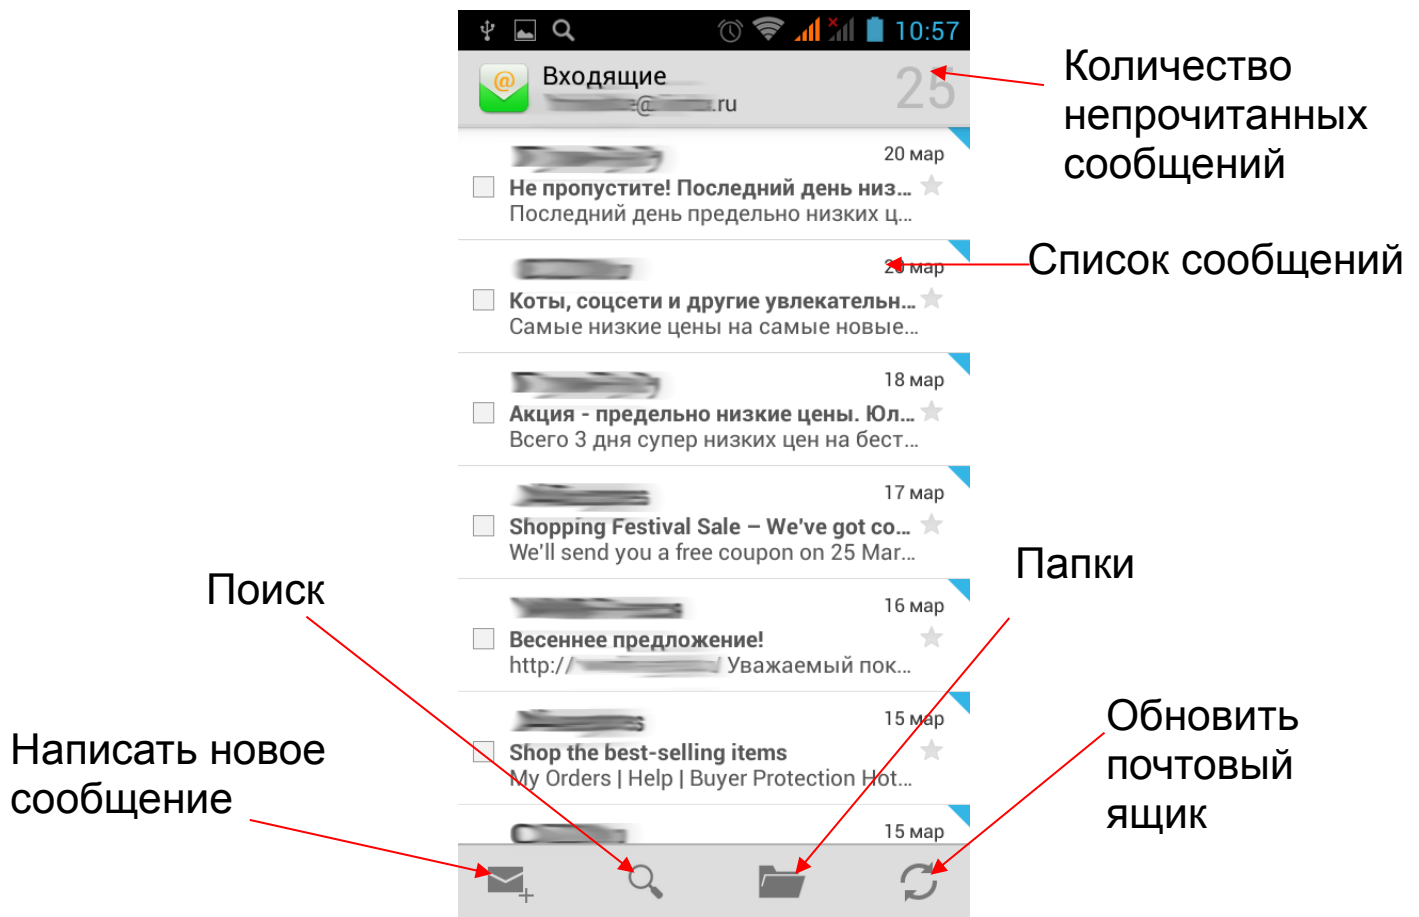 10:57
Входящие
.ru
25
Количество
непрочитанных
сообщений
20 мар
Не пропустите! Последний день низ...
Последний день предельно низких ц...
20 мар
Список сообщений
Коты, соцсети и другие увлекательн...
Самые низкие цены на самые новые...
18 мар
Акция - предельно низкие цены. Юл...
Всего 3 дня супер низких цен на бест...
17 мар
Shopping Festival Sale – We've got co...
We'll send you a free coupon on 25 Mar...
Поиск
Папки
16 мар
Весеннее предложение!
http:// Уважаемый пок...
15 мар
Shop the best-selling items
My Orders | Help | Buyer Protection Hot...
Написать новое
сообщение
Обновить
почтовый
ящик
15 мар